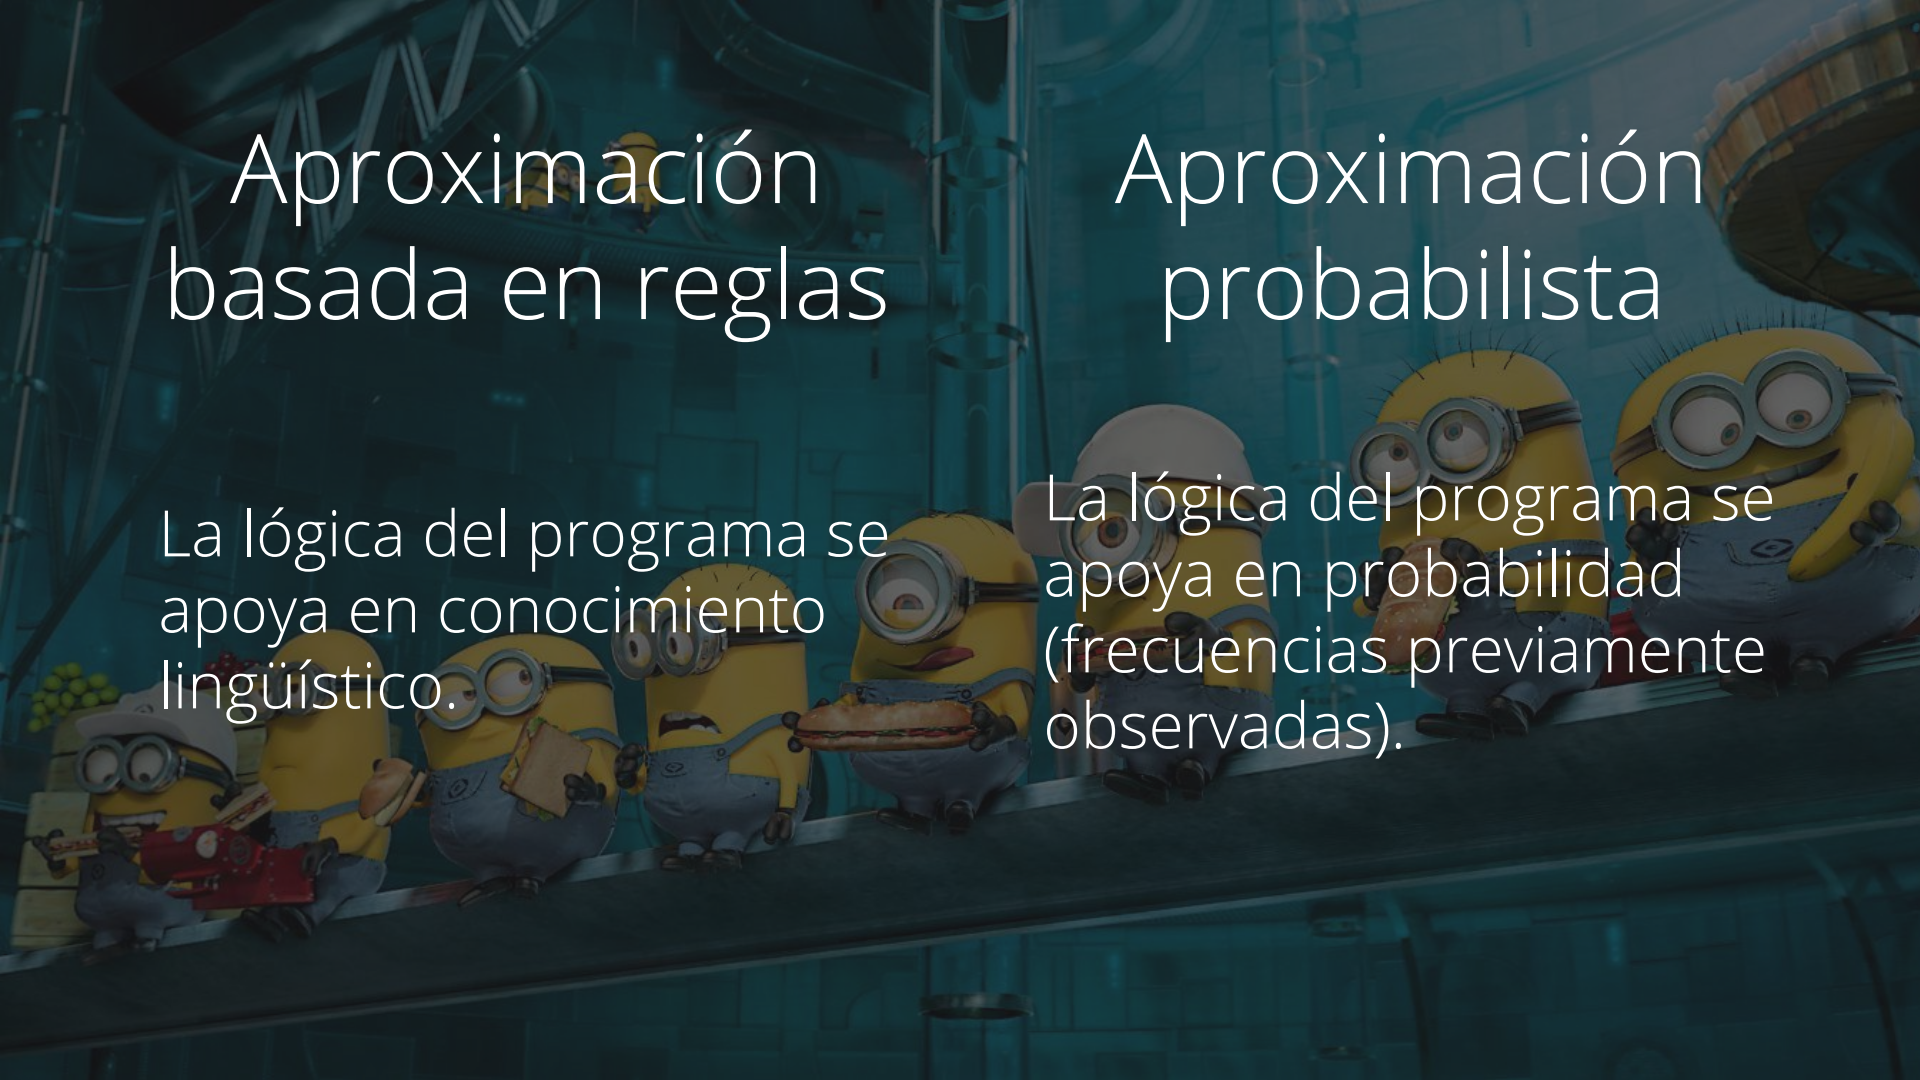 Aproximación
basada en reglas
La lógica del programa se
apoya en conocimiento
lingüístico.
Aproximación
probabilista
La lógica del programa se
apoya en probabilidad
(frecuencias previamente
observadas).